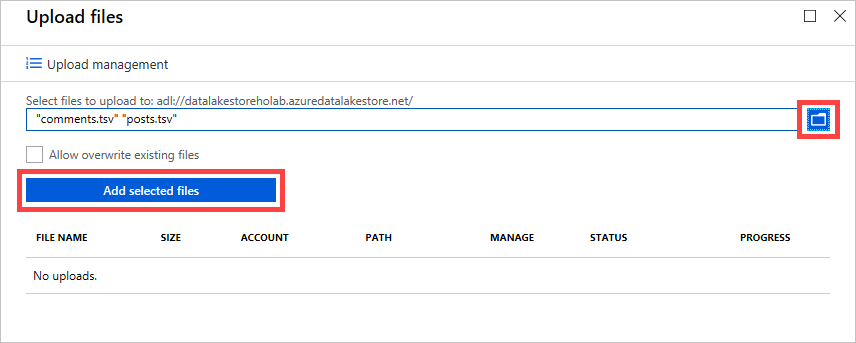 Upload files
Upload management
Select files to upload to: adl://datalakestoreholab.azuredatalakestore.net/
"comments.tsv" "posts.tsv"
Allow overwrite existing files
Add selected files
FILE NAME SIZE ACCOUNT PATH MANAGE STATUS PROGRESS
No uploads.